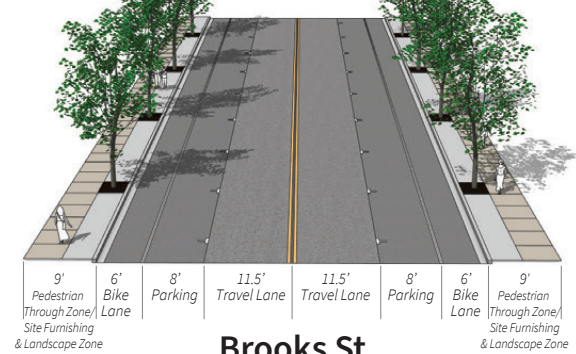 9'
Pedestrian
Through Zone/
Site Furnishing
& Landscape Zone
6’
Bike
Lane
8’
Parking
11.5’
Travel Lane
11.5’
Travel Lane
8’
Parking
6’
Bike
Lane
9'
Pedestrian
Through Zone/
Site Furnishing
& Landscape Zone
Brooks St